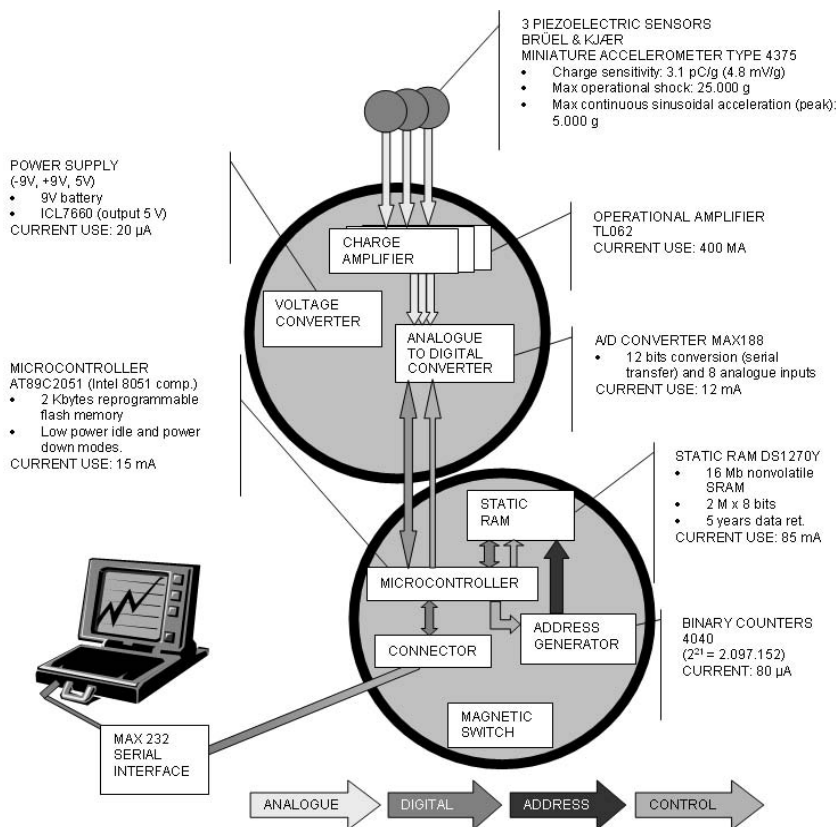 3 PIEZOELECTRIC SENSORS
BRÜEL & KJÆR
MINIATURE ACCELEROMETER TYPE 4375
• Charge sensitivity: 3.1 pC/g (4.8 mV/g)
• Max operational shock: 25.000 g
• Max continuous sinusoidal acceleration (peak):
5.000 g
POWER SUPPLY
(-9V, +9V, 5V)
• 9V battery
• ICL7660 (output 5 V)
CURRENT USE: 20 µA
OPERATIONAL AMPLIFIER
TL062
CURRENT USE: 400 MA
CHARGE
AMPLIFIER
VOLTAGE
CONVERTER
ANALOGUE
TO DIGITAL
CONVERTER
A/D CONVERTER MAX188
• 12 bits conversion (serial
transfer) and 8 analogue inputs
CURRENT USE: 12 mA
MICROCONTROLLER
AT89C2051 (Intel 8051 comp.)
• 2 Kbytes reprogrammable
flash memory
• Low power idle and power
down modes.
CURRENT USE: 15 mA
STATIC RAM DS1270Y
• 16 Mb nonvolatile
SRAM
• 2 M x 8 bits
• 5 years data ret.
CURRENT USE: 85 mA
STATIC
RAM
MICROCONTROLLER
CONNECTOR
ADDRESS
GENERATOR
BINARY COUNTERS
4040
(2²¹ = 2.097.152)
CURRENT: 80 µA
MAGNETIC
SWITCH
MAX 232
SERIAL
INTERFACE
ANALOGUE DIGITAL ADDRESS CONTROL